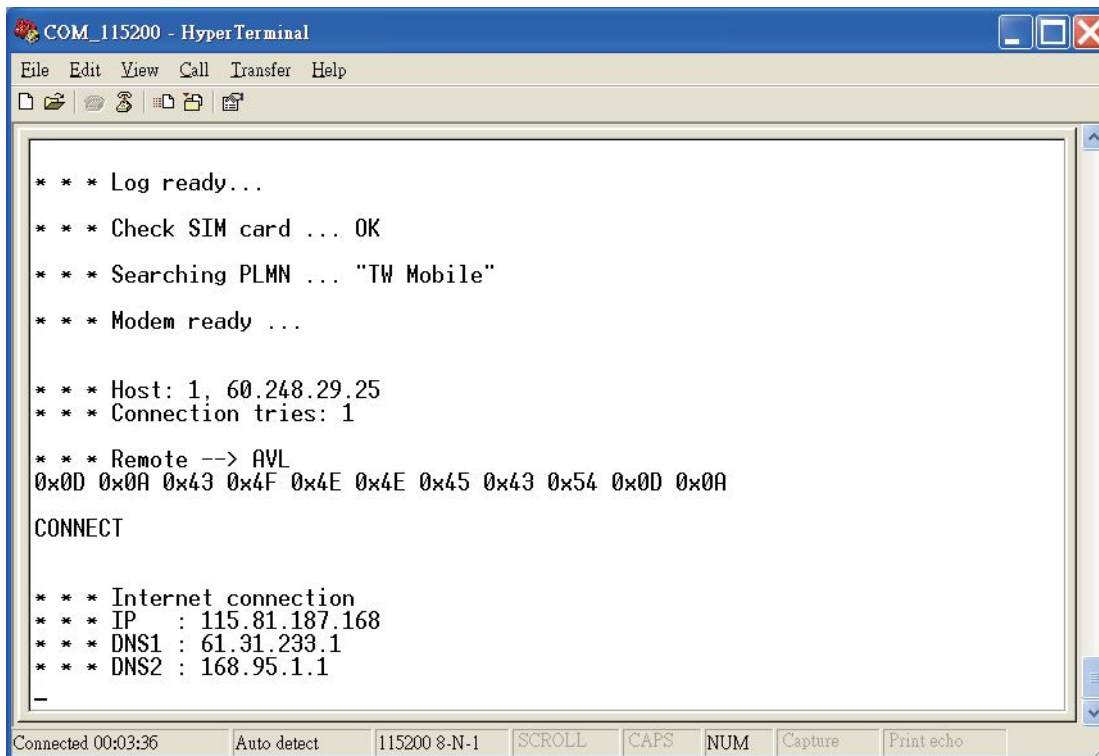 COM_115200 - HyperTerminal
File Edit View Call Transfer Help
* * * Log ready...
* * * Check SIM card ... OK
* * * Searching PLMN ... "TW Mobile"
* * * Modem ready ...
* * * Host: 1, 60.248.29.25
* * * Connection tries: 1
* * * Remote --> AVL
0x0D 0x0A 0x43 0x4F 0x4E 0x4E 0x45 0x43 0x54 0x0D 0x0A
CONNECT
* * * Internet connection
* * * IP   : 115.81.187.168
* * * DNS1 : 61.31.233.1
* * * DNS2 : 168.95.1.1
_
Connected 00:03:36 Auto detect 115200 8-N-1 SCROLL CAPS NUM Capture Print echo